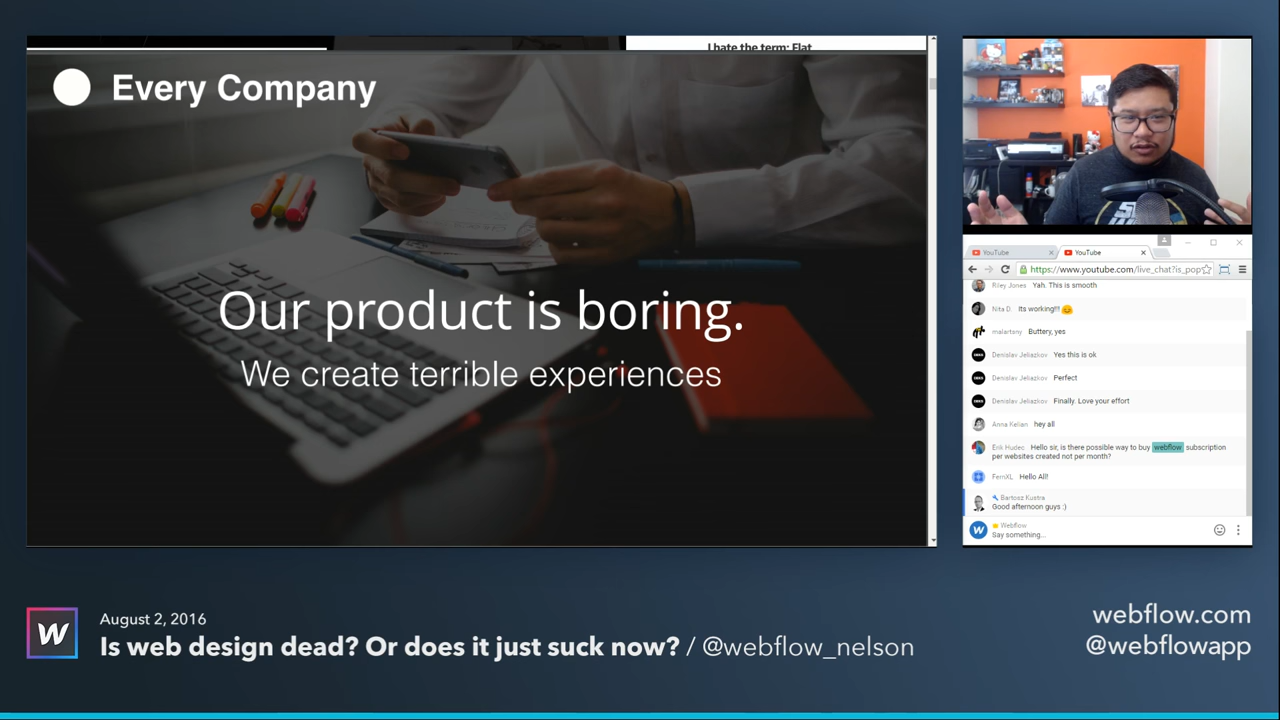 I hate the term: Flat
Every Company
Our product is boring.
We create terrible experiences
YouTube
YouTube
https://www.youtube.com/live_chat?is_pop
Riley Jones Yah. This is smooth
Nita D. Its working!!!
malartsny Buttery, yes
Denislav Jeliazkov Yes this is ok
Denislav Jeliazkov Perfect
Denislav Jeliazkov Finally. Love your effort
Anna Kelian hey all
Erik Hudec Hello sir, is there possible way to buy webflow subscription
per websites created not per month?
FernXL Hello All!
Bartosz Kustra
Good afternoon guys :)
Webflow
Say something...
W
W
August 2, 2016
Is web design dead? Or does it just suck now? / @webflow_nelson
webflow.com
@webflowapp